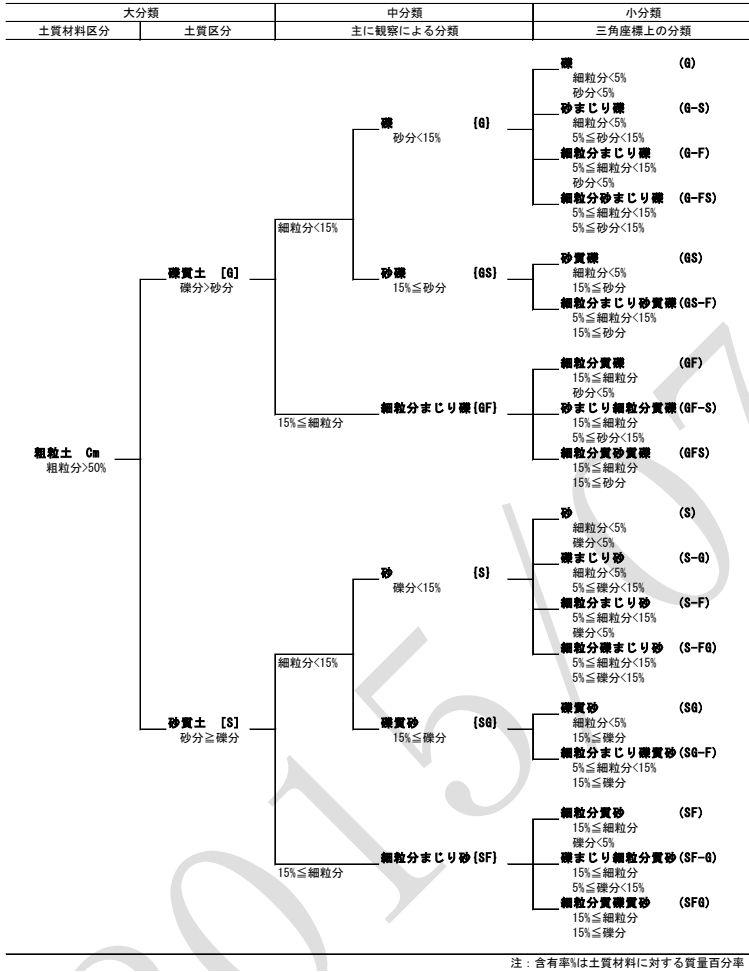 大分類 中分類 小分類
土質材料区分 土質区分 主に観察による分類 三角座標上の分類
礫 (G)
細粒分<5%
砂分<5%
礫 {G}
砂分<15%
砂まじり礫 (G-S)
細粒分<5%
5%≦砂分<15%
細粒分まじり礫 (G-F)
5%≦細粒分<15%
砂分<5%
細粒分砂まじり礫 (G-FS)
5%≦細粒分<15%
5%≦砂分<15%
細粒分<15%
礫質土 [G]
礫分>砂分
砂礫 {GS}
15%≦砂分
砂質礫 (GS)
細粒分<5%
15%≦砂分
細粒分まじり砂質礫(GS-F)
5%≦細粒分<15%
15%≦砂分
15%≦細粒分
細粒分まじり礫{GF}
細粒分質礫 (GF)
15%≦細粒分
砂分<5%
砂まじり細粒分質礫(GF-S)
15%≦細粒分
5%≦砂分<15%
細粒分質砂質礫 (GFS)
15%≦細粒分
15%≦砂分
粗粒土 Cm
粗粒分>50%
砂 (S)
細粒分<5%
礫分<5%
砂 {S}
礫分<15%
礫まじり砂 (S-G)
細粒分<5%
5%≦礫分<15%
細粒分まじり砂 (S-F)
5%≦細粒分<15%
礫分<5%
細粒分礫まじり砂 (S-FG)
5%≦細粒分<15%
5%≦礫分<15%
細粒分<15%
砂質土 [S]
砂分≧礫分
礫質砂 {SG}
15%≦礫分
礫質砂 (SG)
細粒分<5%
15%≦礫分
細粒分まじり礫質砂(SG-F)
5%≦細粒分<15%
15%≦礫分
15%≦細粒分
細粒分まじり砂{SF}
細粒分質砂 (SF)
15%≦細粒分
礫分<5%
礫まじり細粒分質砂(SF-G)
15%≦細粒分
5%≦礫分<15%
細粒分質礫質砂 (SFG)
15%≦細粒分
15%≦礫分
注：含有率%は土質材料に対する質量百分率
2015/07